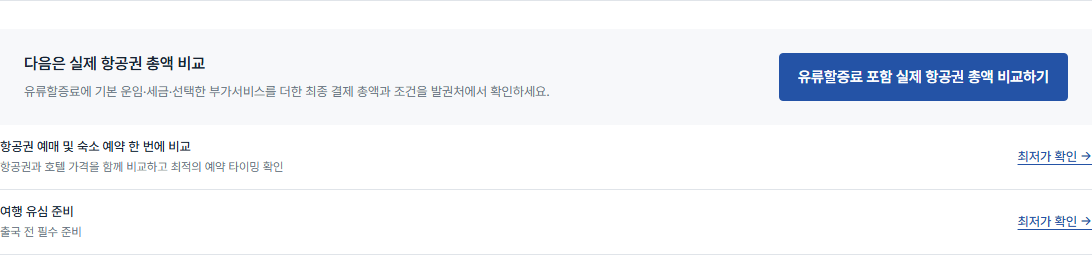 다음은 실제 항공권 총액 비교
유류할증료에 기본 운임·세금·선택한 부가서비스를 더한 최종 결제 총액과 조건을 발권처에서 확인하세요.
유류할증료 포함 실제 항공권 총액 비교하기
항공권 예매 및 숙소 예약 한 번에 비교
항공권과 호텔 가격을 함께 비교하고 최적의 예약 타이밍 확인
최저가 확인 →
여행 유심 준비
출국 전 필수 준비
최저가 확인 →